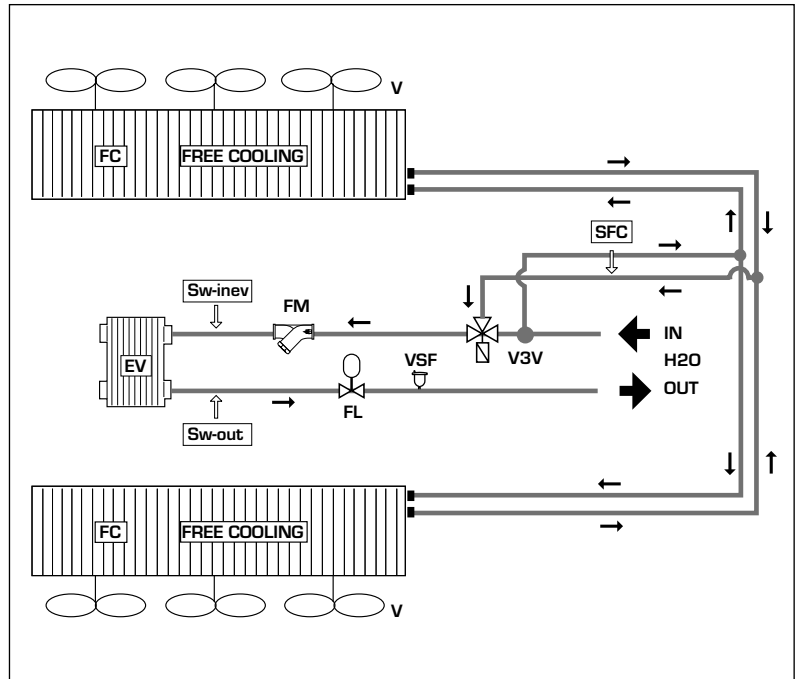 V
FC
FREE COOLING
SFC
Sw-inev
FM
V3V
IN
H2O
OUT
EV
VSF
FL
Sw-out
FC
FREE COOLING
V